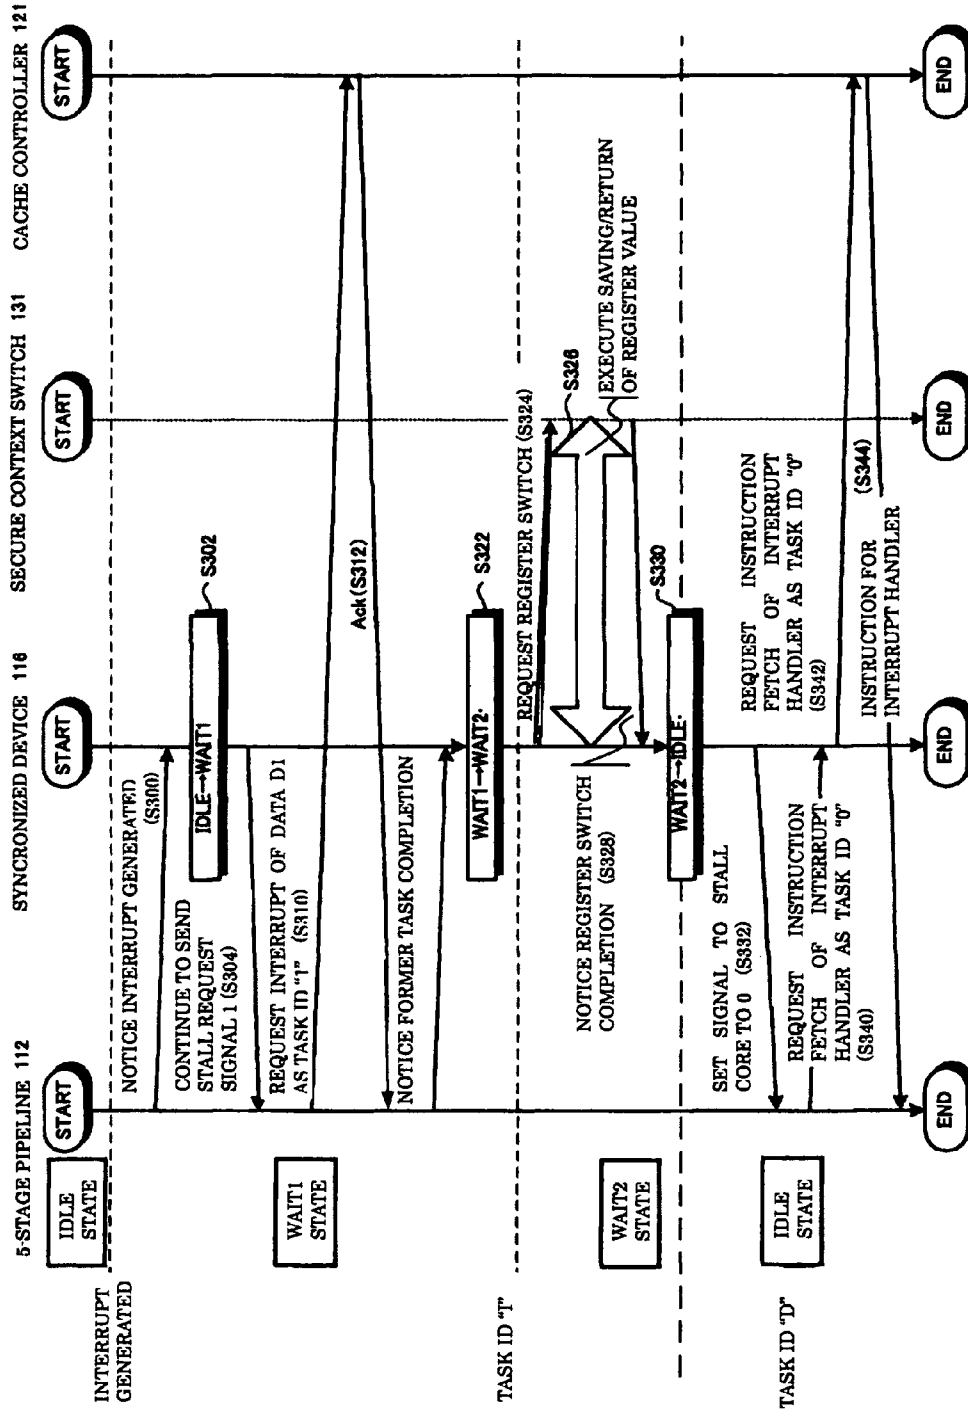 5-STAGE PIPELINE 112
SYNCRONIZED DEVICE 116
SECURE CONTEXT SWITCH 131
CACHE CONTROLLER 121
START
START
START
START
IDLE
STATE
INTERRUPT
GENERATED
NOTICE INTERRUPT GENERATED
(S300)
IDLE→WAIT1
S302
CONTINUE TO SEND
STALL REQUEST
SIGNAL 1 (S304)
WAIT1
STATE
REQUEST INTERRUPT OF DATA D1
AS TASK ID "1" (S310)
Ack(S312)
NOTICE FORMER TASK COMPLETION
WAIT1→WAIT2·
S322
TASK ID "I"
REQUEST REGISTER SWITCH (S324)
S326
EXECUTE SAVING/RETURN
OF REGISTER VALUE
WAIT2
STATE
NOTICE REGISTER SWITCH
COMPLETION (S328)
WAIT2→IDLE·
S330
SET SIGNAL TO STALL
CORE TO 0 (S332)
TASK ID "D"
IDLE
STATE
REQUEST INSTRUCTION
FETCH OF INTERRUPT
HANDLER AS TASK ID "0"
(S340)
REQUEST INSTRUCTION
FETCH OF INTERRUPT
HANDLER AS TASK ID "0"
(S342)
(S344)
INSTRUCTION FOR
INTERRUPT HANDLER
END
END
END
END